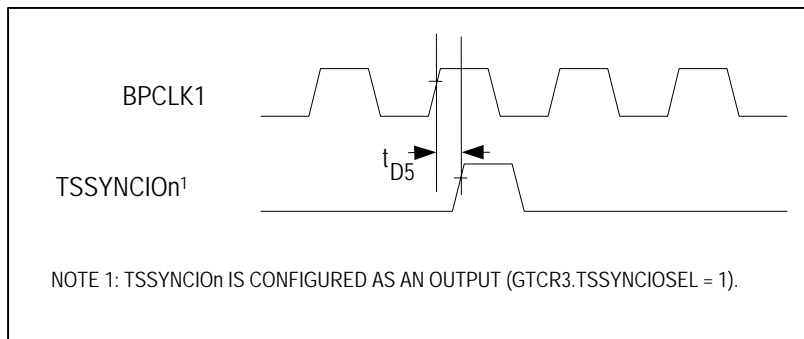 BPCLK1
tD5
TSSYNCIOn1
NOTE 1: TSSYNCIOn IS CONFIGURED AS AN OUTPUT (GTCR3.TSSYNCIOSEL = 1).